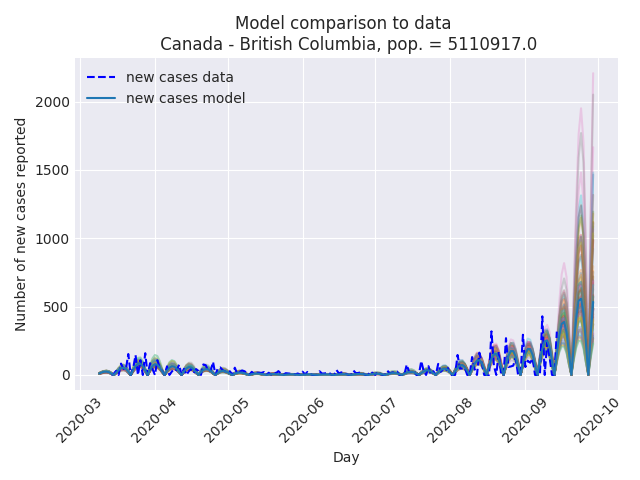 Model comparison to data
Canada - British Columbia, pop. = 5110917.0
new cases data
new cases model
Number of new cases reported
2000
1500
1000
500
0
2020-03
2020-04
2020-05
2020-06
2020-07
2020-08
2020-09
2020-10
Day